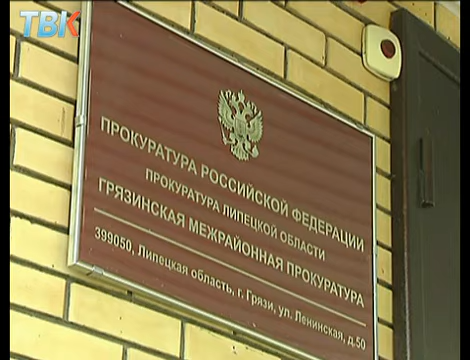 ТВК
ПРОКУРАТУРА РОССИЙСКОЙ ФЕДЕРАЦИИ
ПРОКУРАТУРА ЛИПЕЦКОЙ ОБЛАСТИ
ГРЯЗИНСКАЯ МЕЖРАЙОННАЯ ПРОКУРАТУРА
399050, Липецкая область, г. Грязи, ул. Ленинская, д.50